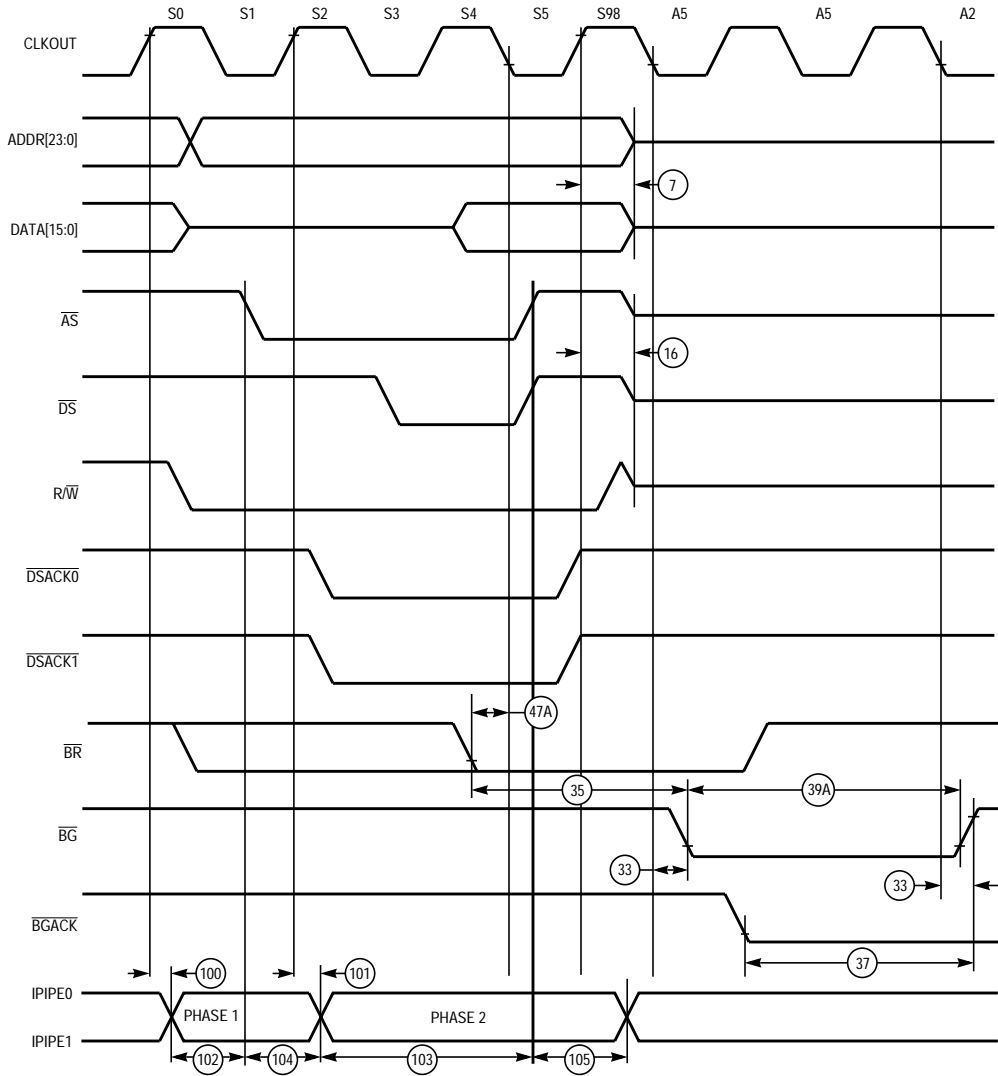 S0 S1 S2 S3 S4 S5 S98 A5 A5 A2
CLKOUT
ADDR[23:0]
7
DATA[15:0]
AS
16
DS
R/W
DSACK0
DSACK1
47A
BR
35 39A
BG
33 33
BGACK
37
100 101
IPIPE0
PHASE 1 PHASE 2
IPIPE1
102 104 103 105